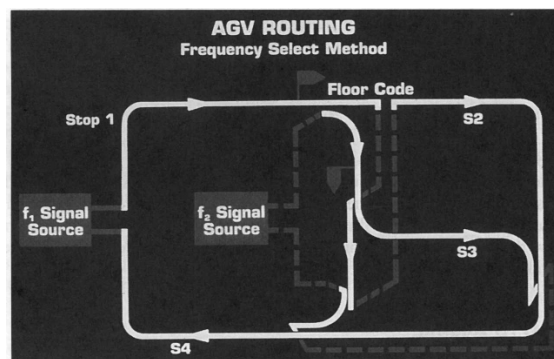 AGV ROUTING
Frequency Select Method
Floor Code
Stop 1
S2
f₁ Signal
Source
f₂ Signal
Source
S3
S4